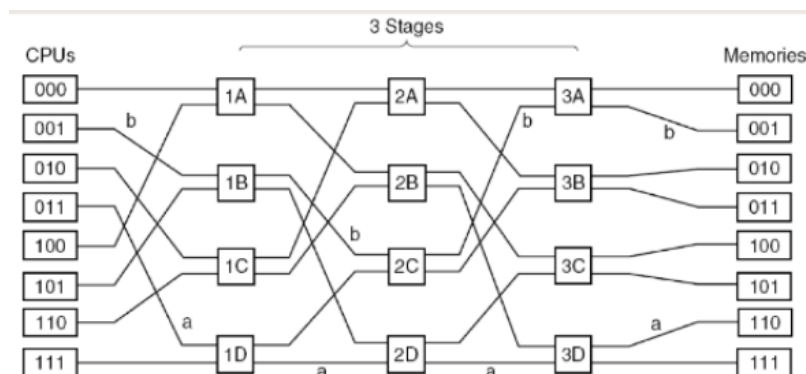 3 Stages
CPUs Memories
000 1A 2A 3A 000
001 b b b 001
010 1B 2B 3B 010
011 011
100 b 100
101 1C 2C 3C 101
110 a a 110
111 1D a 2D a 3D 111